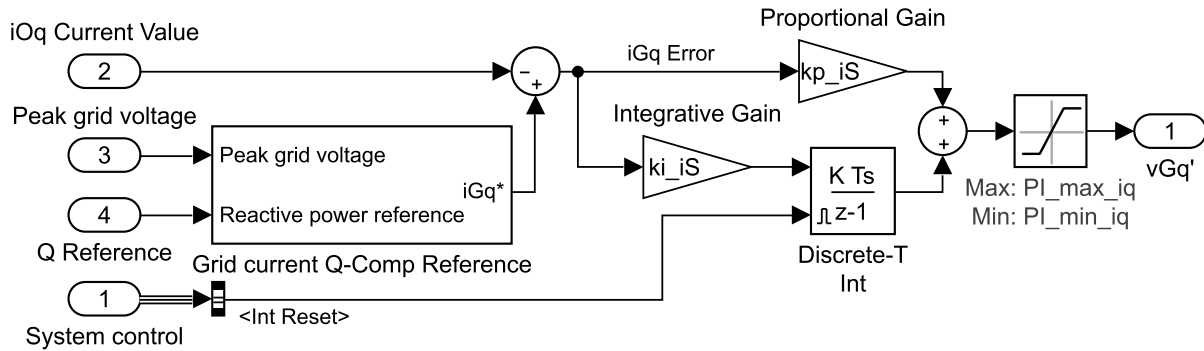 Proportional Gain
iOq Current Value
2
−
+
iGq Error
kp_iS
Peak grid voltage
3
Peak grid voltage
iGq*
Integrative Gain
ki_iS
+
+
1
vGq'
4
Reactive power reference
K Ts
z-1
Max: PI_max_iq
Min: PI_min_iq
Q Reference
Grid current Q-Comp Reference
Discrete-T
Int
1
<Int Reset>
System control